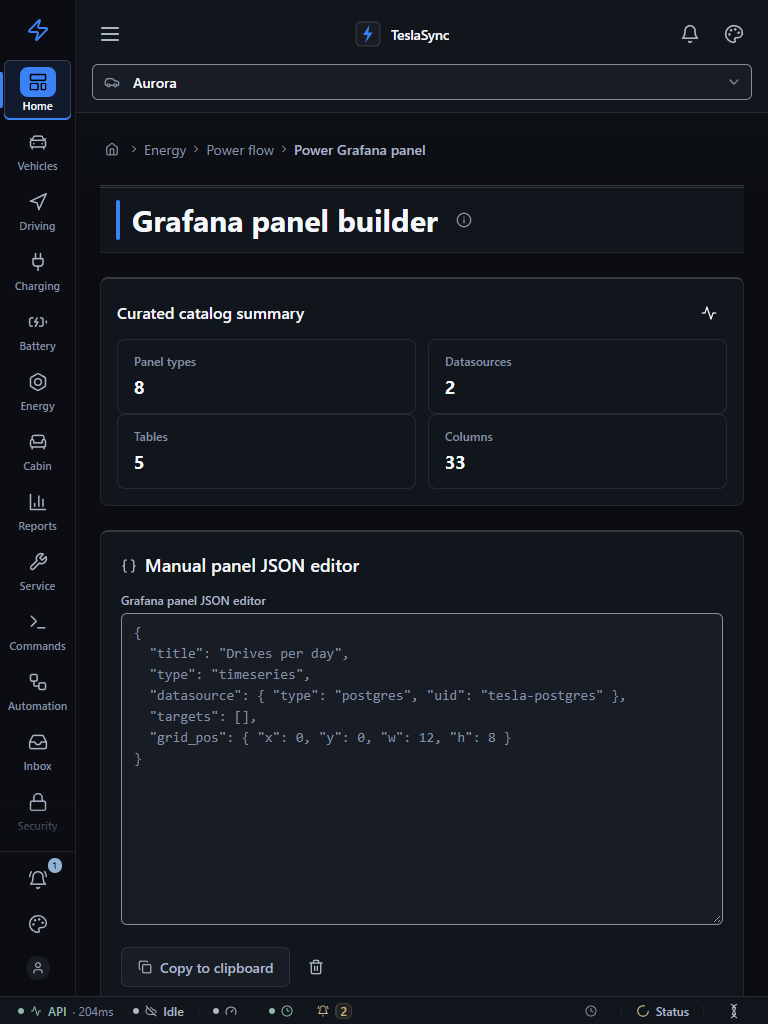 TeslaSync
Aurora
Home
Vehicles
Driving
Charging
Battery
Energy
Cabin
Reports
Service
Commands
Automation
Inbox
Security
1
Energy > Power flow > Power Grafana panel
Grafana panel builder
Curated catalog summary
Panel types
8
Datasources
2
Tables
5
Columns
33
{} Manual panel JSON editor
Grafana panel JSON editor
{
  "title": "Drives per day",
  "type": "timeseries",
  "datasource": { "type": "postgres", "uid": "tesla-postgres" },
  "targets": [],
  "grid_pos": { "x": 0, "y": 0, "w": 12, "h": 8 }
}
Copy to clipboard
API · 204ms Idle 2 Status